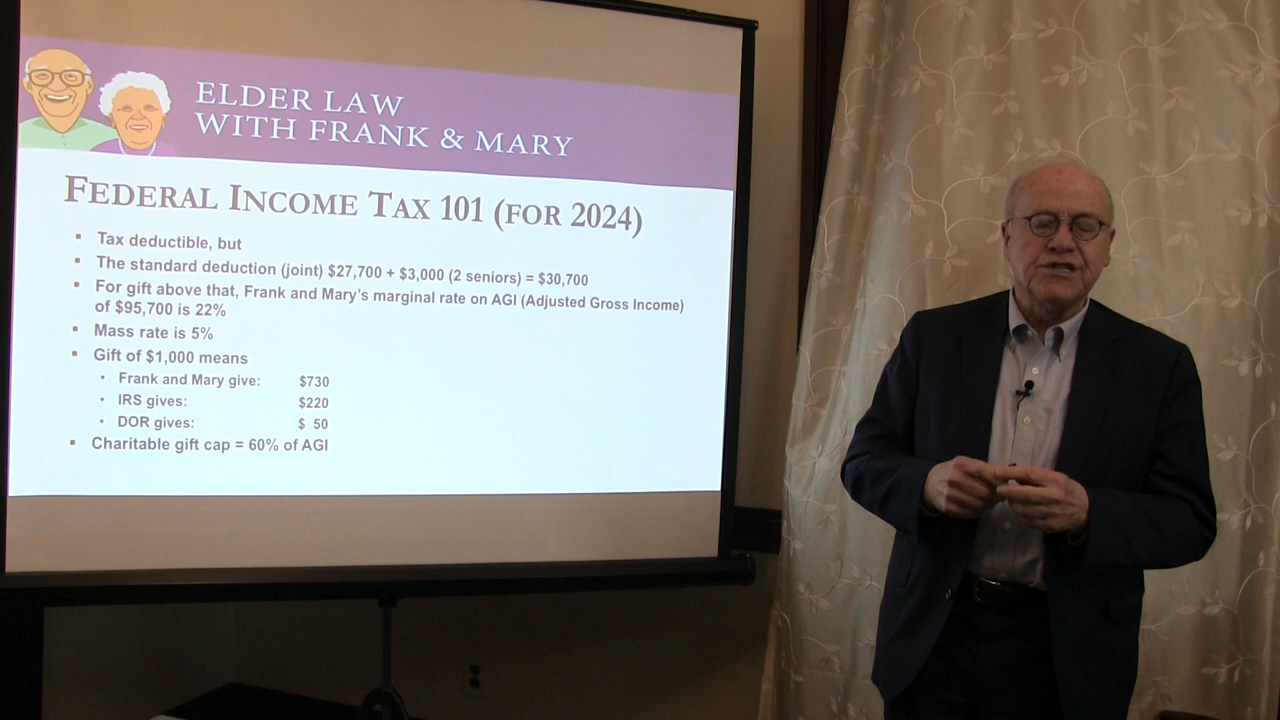 ELDER LAW
WITH FRANK & MARY
FEDERAL INCOME TAX 101 (FOR 2024)
▪ Tax deductible, but
▪ The standard deduction (joint) $27,700 + $3,000 (2 seniors) = $30,700
▪ For gift above that, Frank and Mary's marginal rate on AGI (Adjusted Gross Income)
of $95,700 is 22%
▪ Mass rate is 5%
▪ Gift of $1,000 means
• Frank and Mary give: $730
• IRS gives: $220
• DOR gives: $ 50
▪ Charitable gift cap = 60% of AGI